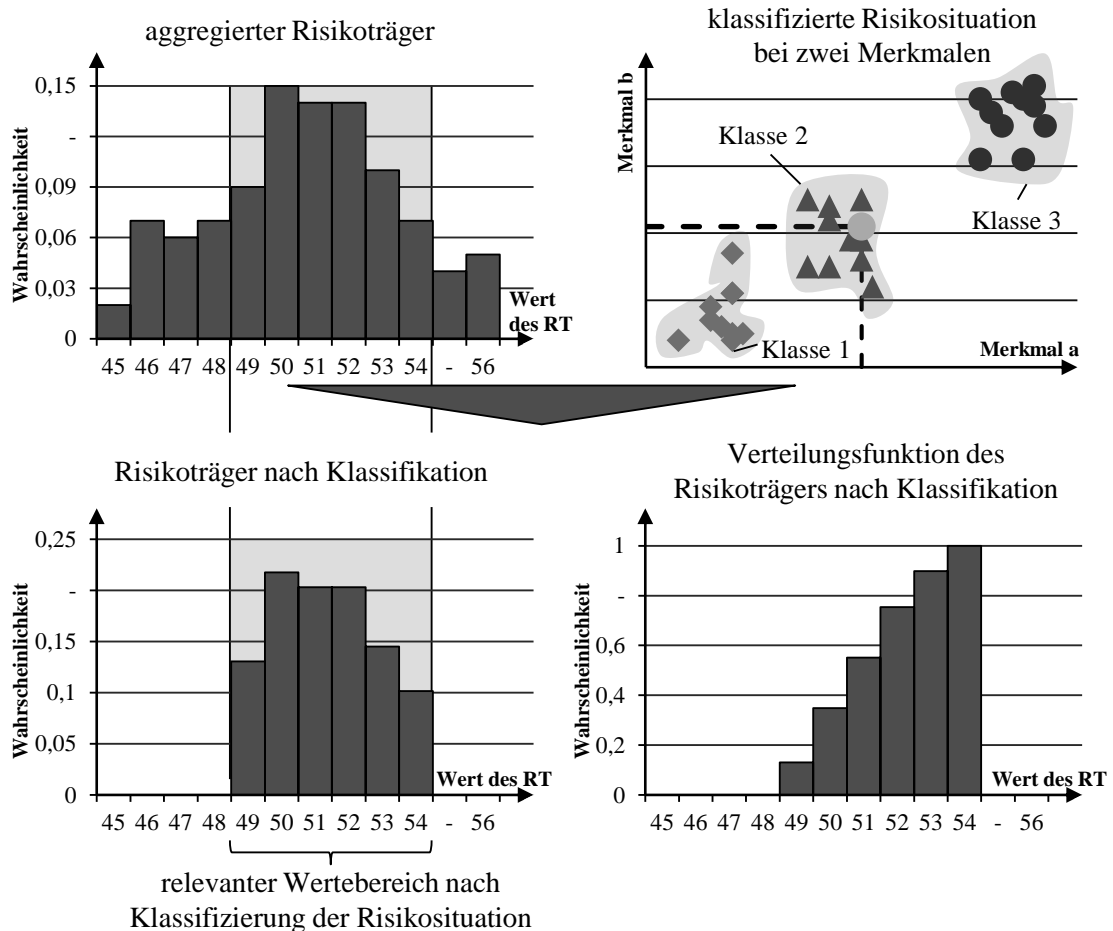 aggregierter Risikoträger
Wahrscheinlichkeit
0,15
-
0,09
0,06
0,03
0
Wert
des RT
45 46 47 48 49 50 51 52 53 54 - 56
klassifizierte Risikosituation
bei zwei Merkmalen
Merkmal b
Klasse 2
Klasse 3
Klasse 1
Merkmal a
Risikoträger nach Klassifikation
Wahrscheinlichkeit
0,25
-
0,15
0,1
0,05
0
Wert des RT
45 46 47 48 49 50 51 52 53 54 - 56
relevanter Wertebereich nach
Klassifizierung der Risikosituation
Verteilungsfunktion des
Risikoträgers nach Klassifikation
Wahrscheinlichkeit
1
-
0,6
0,4
0,2
0
Wert des RT
45 46 47 48 49 50 51 52 53 54 - 56